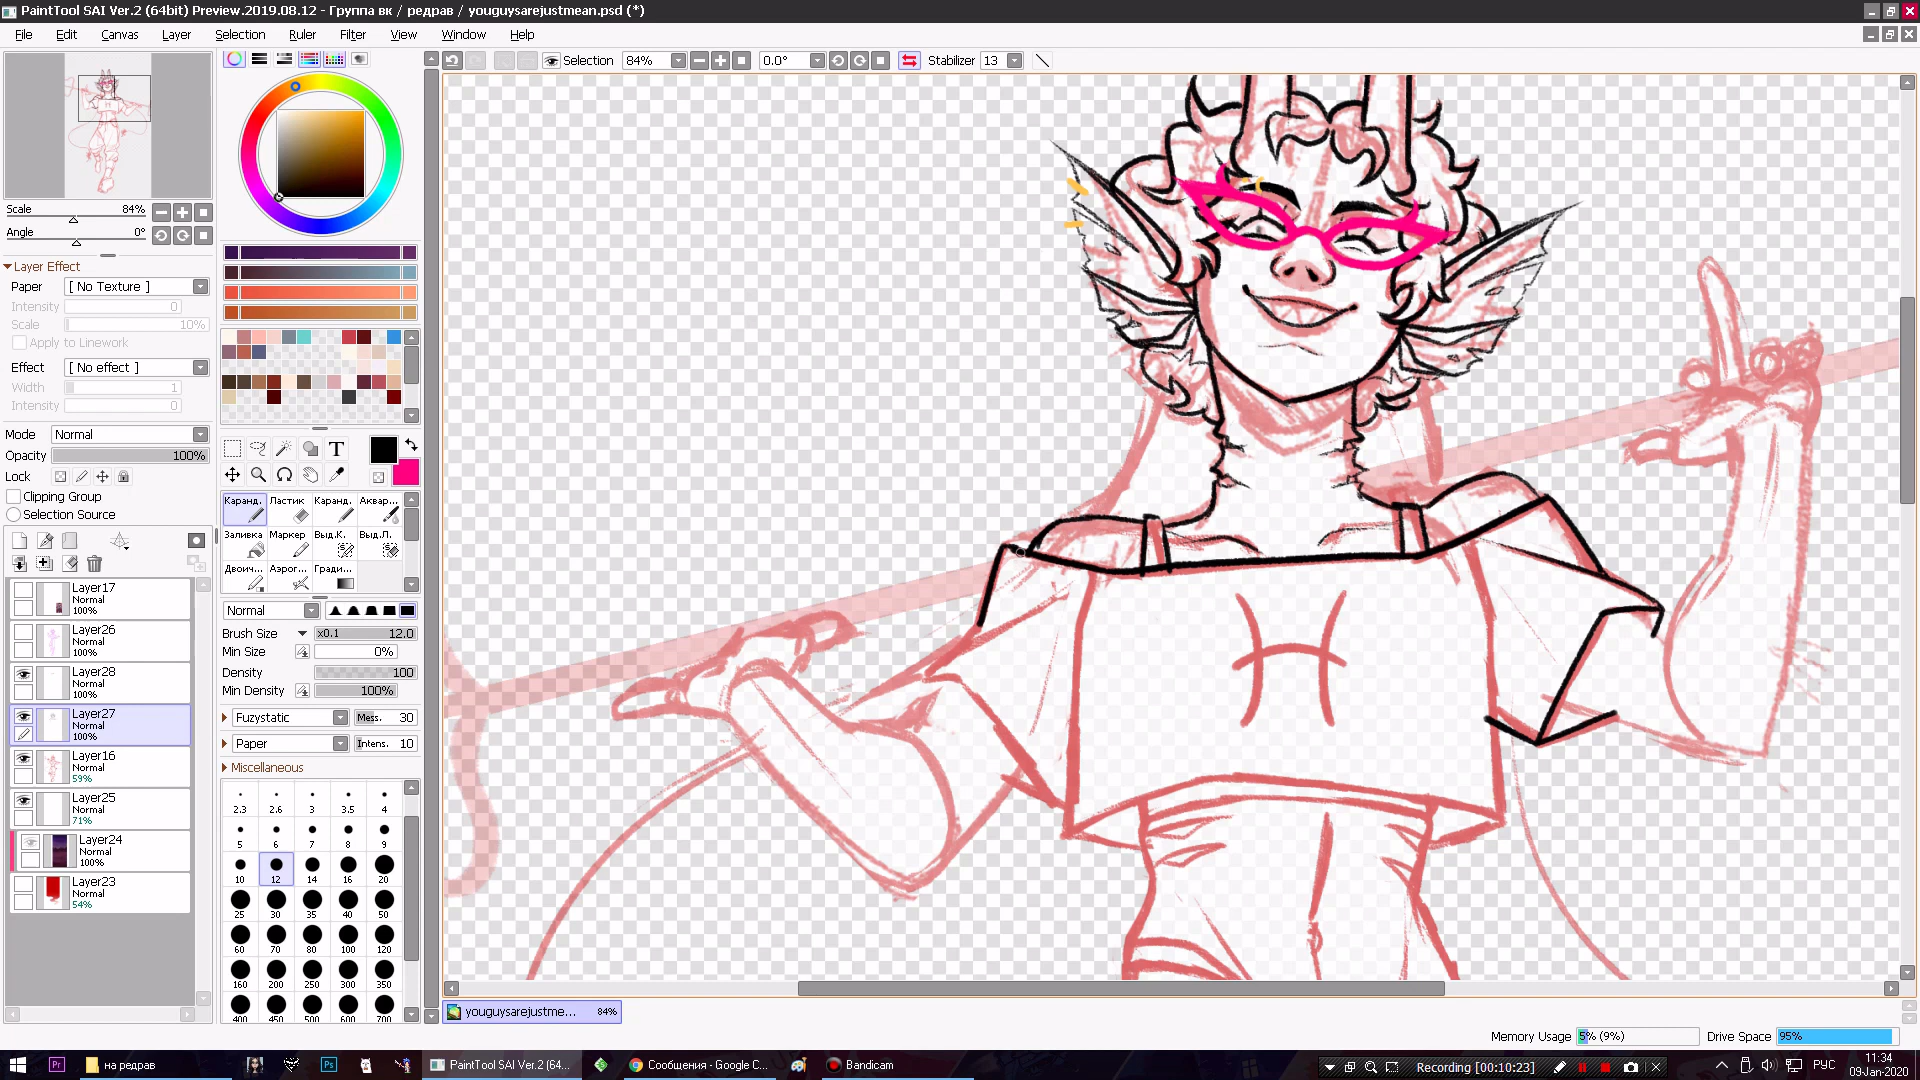 PaintTool SAI Ver.2 (64bit) Preview.2019.08.12 - Группа вк / редрав / youguysarejustmean.psd (*)
File Edit Canvas Layer Selection Ruler Filter View Window Help
Selection 84% 0.0° Stabilizer 13
Scale 84%
Angle 0°
Layer Effect
Paper [ No Texture ]
Intensity 0
Scale 10%
Apply to Linework
Effect [ No effect ]
Width 1
Intensity 0
Mode Normal
Opacity 100%
Lock
Clipping Group
Selection Source
Layer17
Normal
100%
Layer26
Normal
100%
Layer28
Normal
100%
Layer27
Normal
100%
Layer16
Normal
59%
Layer25
Normal
71%
Layer24
Normal
100%
Layer23
Normal
54%
T
Каранд. Ластик Каранд. Аквар...
Заливка Маркер Выд.К. Выд.Л.
Двоич... Аэрог... Гради...
Normal
Brush Size x0.1 12.0
Min Size 0%
Density 100
Min Density 100%
Fuzystatic Mess. 30
Paper Intens. 10
Miscellaneous
2.3 2.6 3 3.5 4
5 6 7 8 9
10 12 14 16 20
25 30 35 40 50
60 70 80 100 120
160 200 250 300 350
400 450 500 600 700
youguysarejustme... 84%
Memory Usage 5% (9%) Drive Space 95%
Pr на редрав Ps PaintTool SAI Ver.2 (64... Сообщения - Google C... Bandicam Recording [00:10:23] РУС 11:34
09-Jan-2020